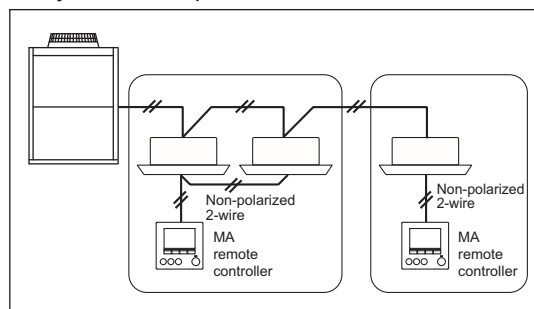 Non-polarized
2-wire
MA
remote
controller
Non-polarized
2-wire
MA
remote
controller